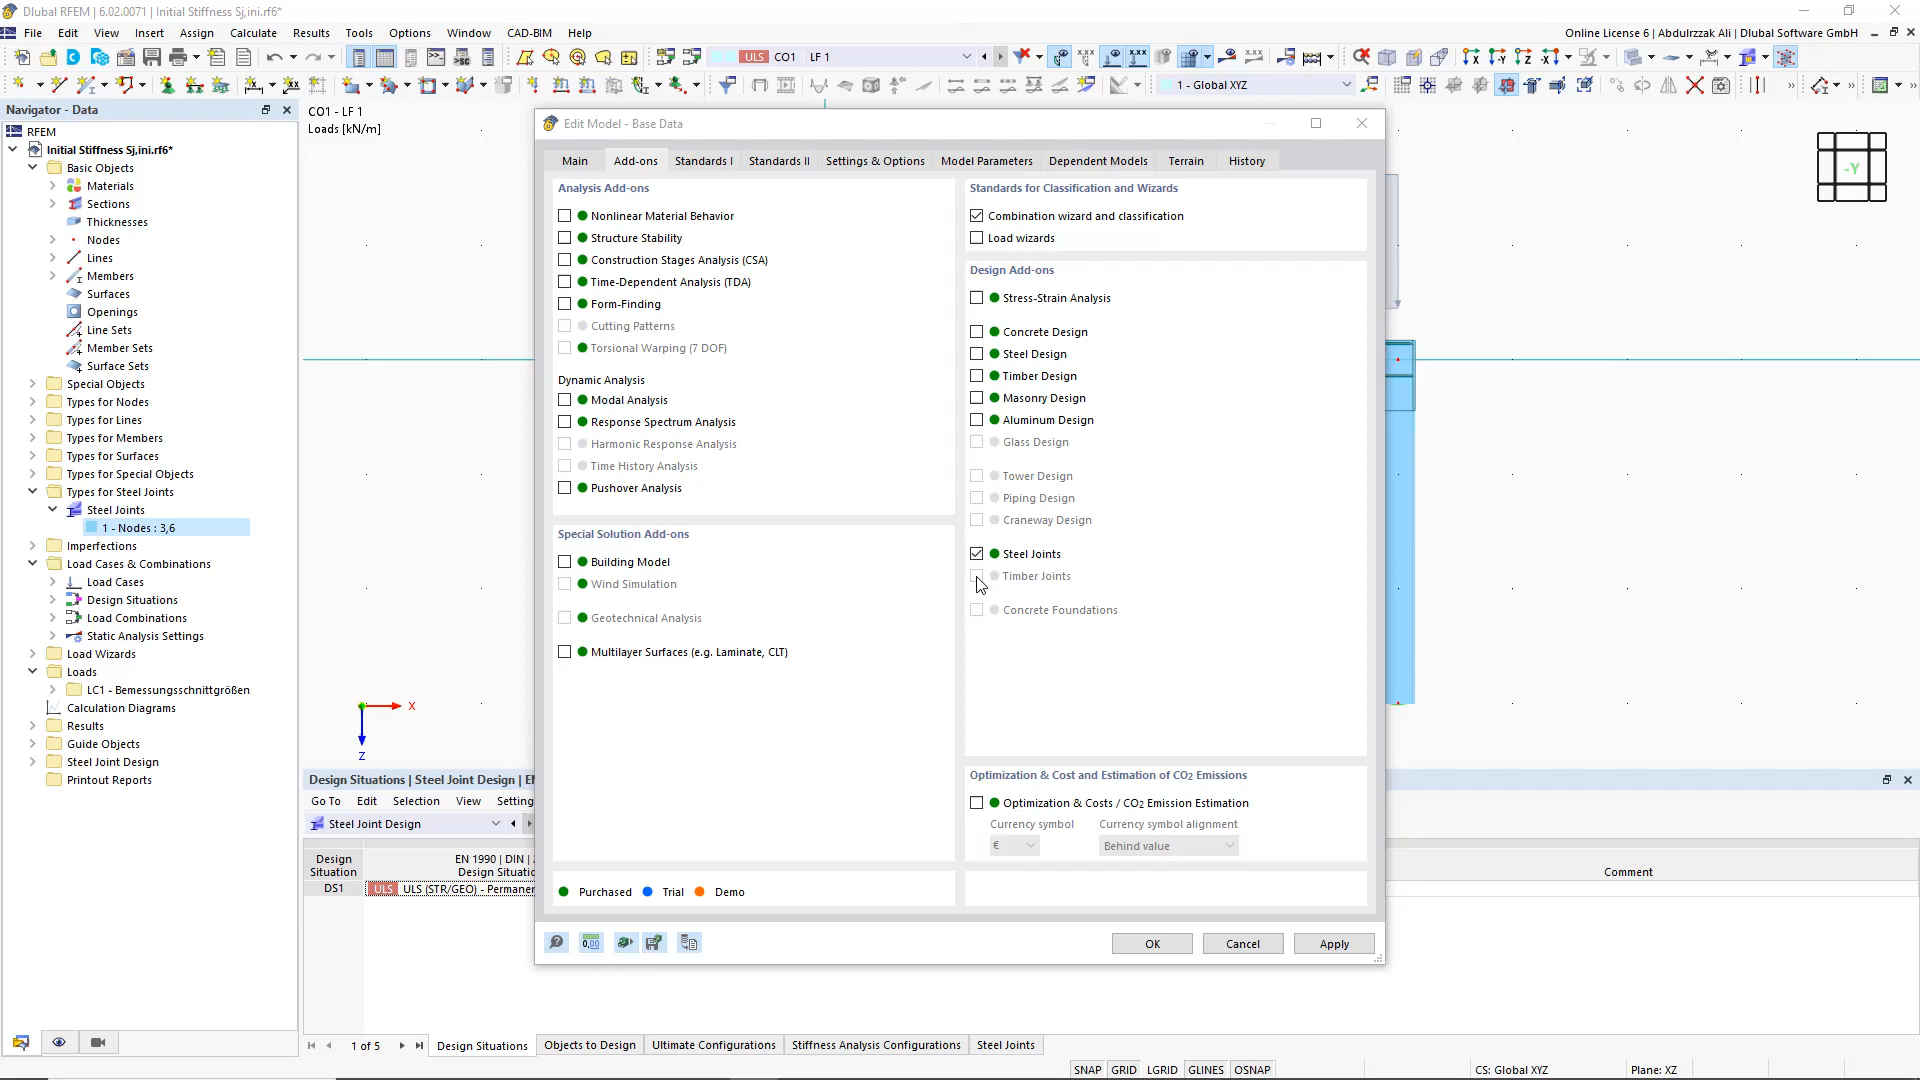 Dlubal RFEM | 6.02.0071 | Initial Stiffness Sj,ini.rf6*
File Edit View Insert Assign Calculate Results Tools Options Window CAD-BIM Help
Online License 6 | Abdulrzzak Ali | Dlubal Software GmbH
ULS CO1 LF 1
1 - Global XYZ
Navigator - Data
RFEM
Initial Stiffness Sj,ini.rf6*
Basic Objects
Materials
Sections
Thicknesses
Nodes
Lines
Members
Surfaces
Openings
Line Sets
Member Sets
Surface Sets
Special Objects
Types for Nodes
Types for Lines
Types for Members
Types for Surfaces
Types for Special Objects
Types for Steel Joints
Steel Joints
1 - Nodes : 3,6
Imperfections
Load Cases & Combinations
Load Cases
Design Situations
Load Combinations
Static Analysis Settings
Load Wizards
Loads
LC1 - Bemessungsschnittgrößen
Calculation Diagrams
Results
Guide Objects
Steel Joint Design
Printout Reports
CO1 - LF 1
Loads [kN/m]
X
Z
-Y
Edit Model - Base Data
Main Add-ons Standards I Standards II Settings & Options Model Parameters Dependent Models Terrain History
Analysis Add-ons
Nonlinear Material Behavior
Structure Stability
Construction Stages Analysis (CSA)
Time-Dependent Analysis (TDA)
Form-Finding
Cutting Patterns
Torsional Warping (7 DOF)
Dynamic Analysis
Modal Analysis
Response Spectrum Analysis
Harmonic Response Analysis
Time History Analysis
Pushover Analysis
Special Solution Add-ons
Building Model
Wind Simulation
Geotechnical Analysis
Multilayer Surfaces (e.g. Laminate, CLT)
Purchased Trial Demo
Standards for Classification and Wizards
Combination wizard and classification
Load wizards
Design Add-ons
Stress-Strain Analysis
Concrete Design
Steel Design
Timber Design
Masonry Design
Aluminum Design
Glass Design
Tower Design
Piping Design
Craneway Design
Steel Joints
Timber Joints
Concrete Foundations
Optimization & Cost and Estimation of CO2 Emissions
Optimization & Costs / CO2 Emission Estimation
Currency symbol Currency symbol alignment
€ Behind value
OK Cancel Apply
Design Situations | Steel Joint Design | E
Go To Edit Selection View Setting
Steel Joint Design
Design
Situation
EN 1990 | DIN |
Design Situatio
Comment
DS1 ULS ULS (STR/GEO) - Permanen
1 of 5 Design Situations Objects to Design Ultimate Configurations Stiffness Analysis Configurations Steel Joints
SNAP GRID LGRID GLINES OSNAP CS: Global XYZ Plane: XZ